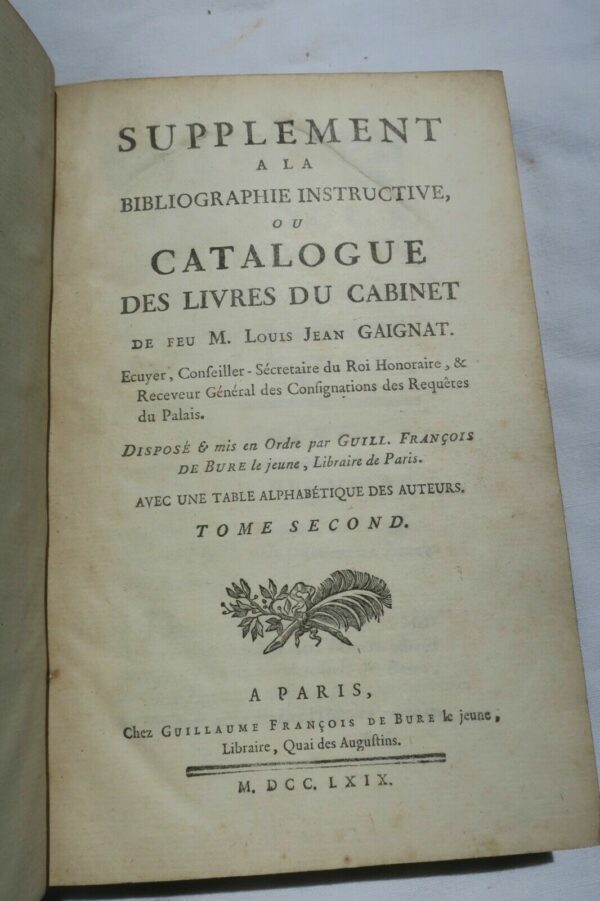 SUPPLEMENT
A LA
BIBLIOGRAPHIE INSTRUCTIVE,
OU
CATALOGUE
DES LIVRES DU CABINET
DE FEU M. LOUIS JEAN GAIGNAT.
Ecuyer, Conseiller-Sécretaire du Roi Honoraire, &
Receveur Général des Consignations des Requêtes
du Palais.
DISPOSÉ & mis en Ordre par GUILL. FRANÇOIS
DE BURE le jeune, Libraire de Paris.
AVEC UNE TABLE ALPHABÉTIQUE DES AUTEURS.
TOME SECOND.
A PARIS,
Chez GUILLAUME FRANÇOIS DE BURE le jeune,
Libraire, Quai des Augustins.
M. DCC. LXIX.